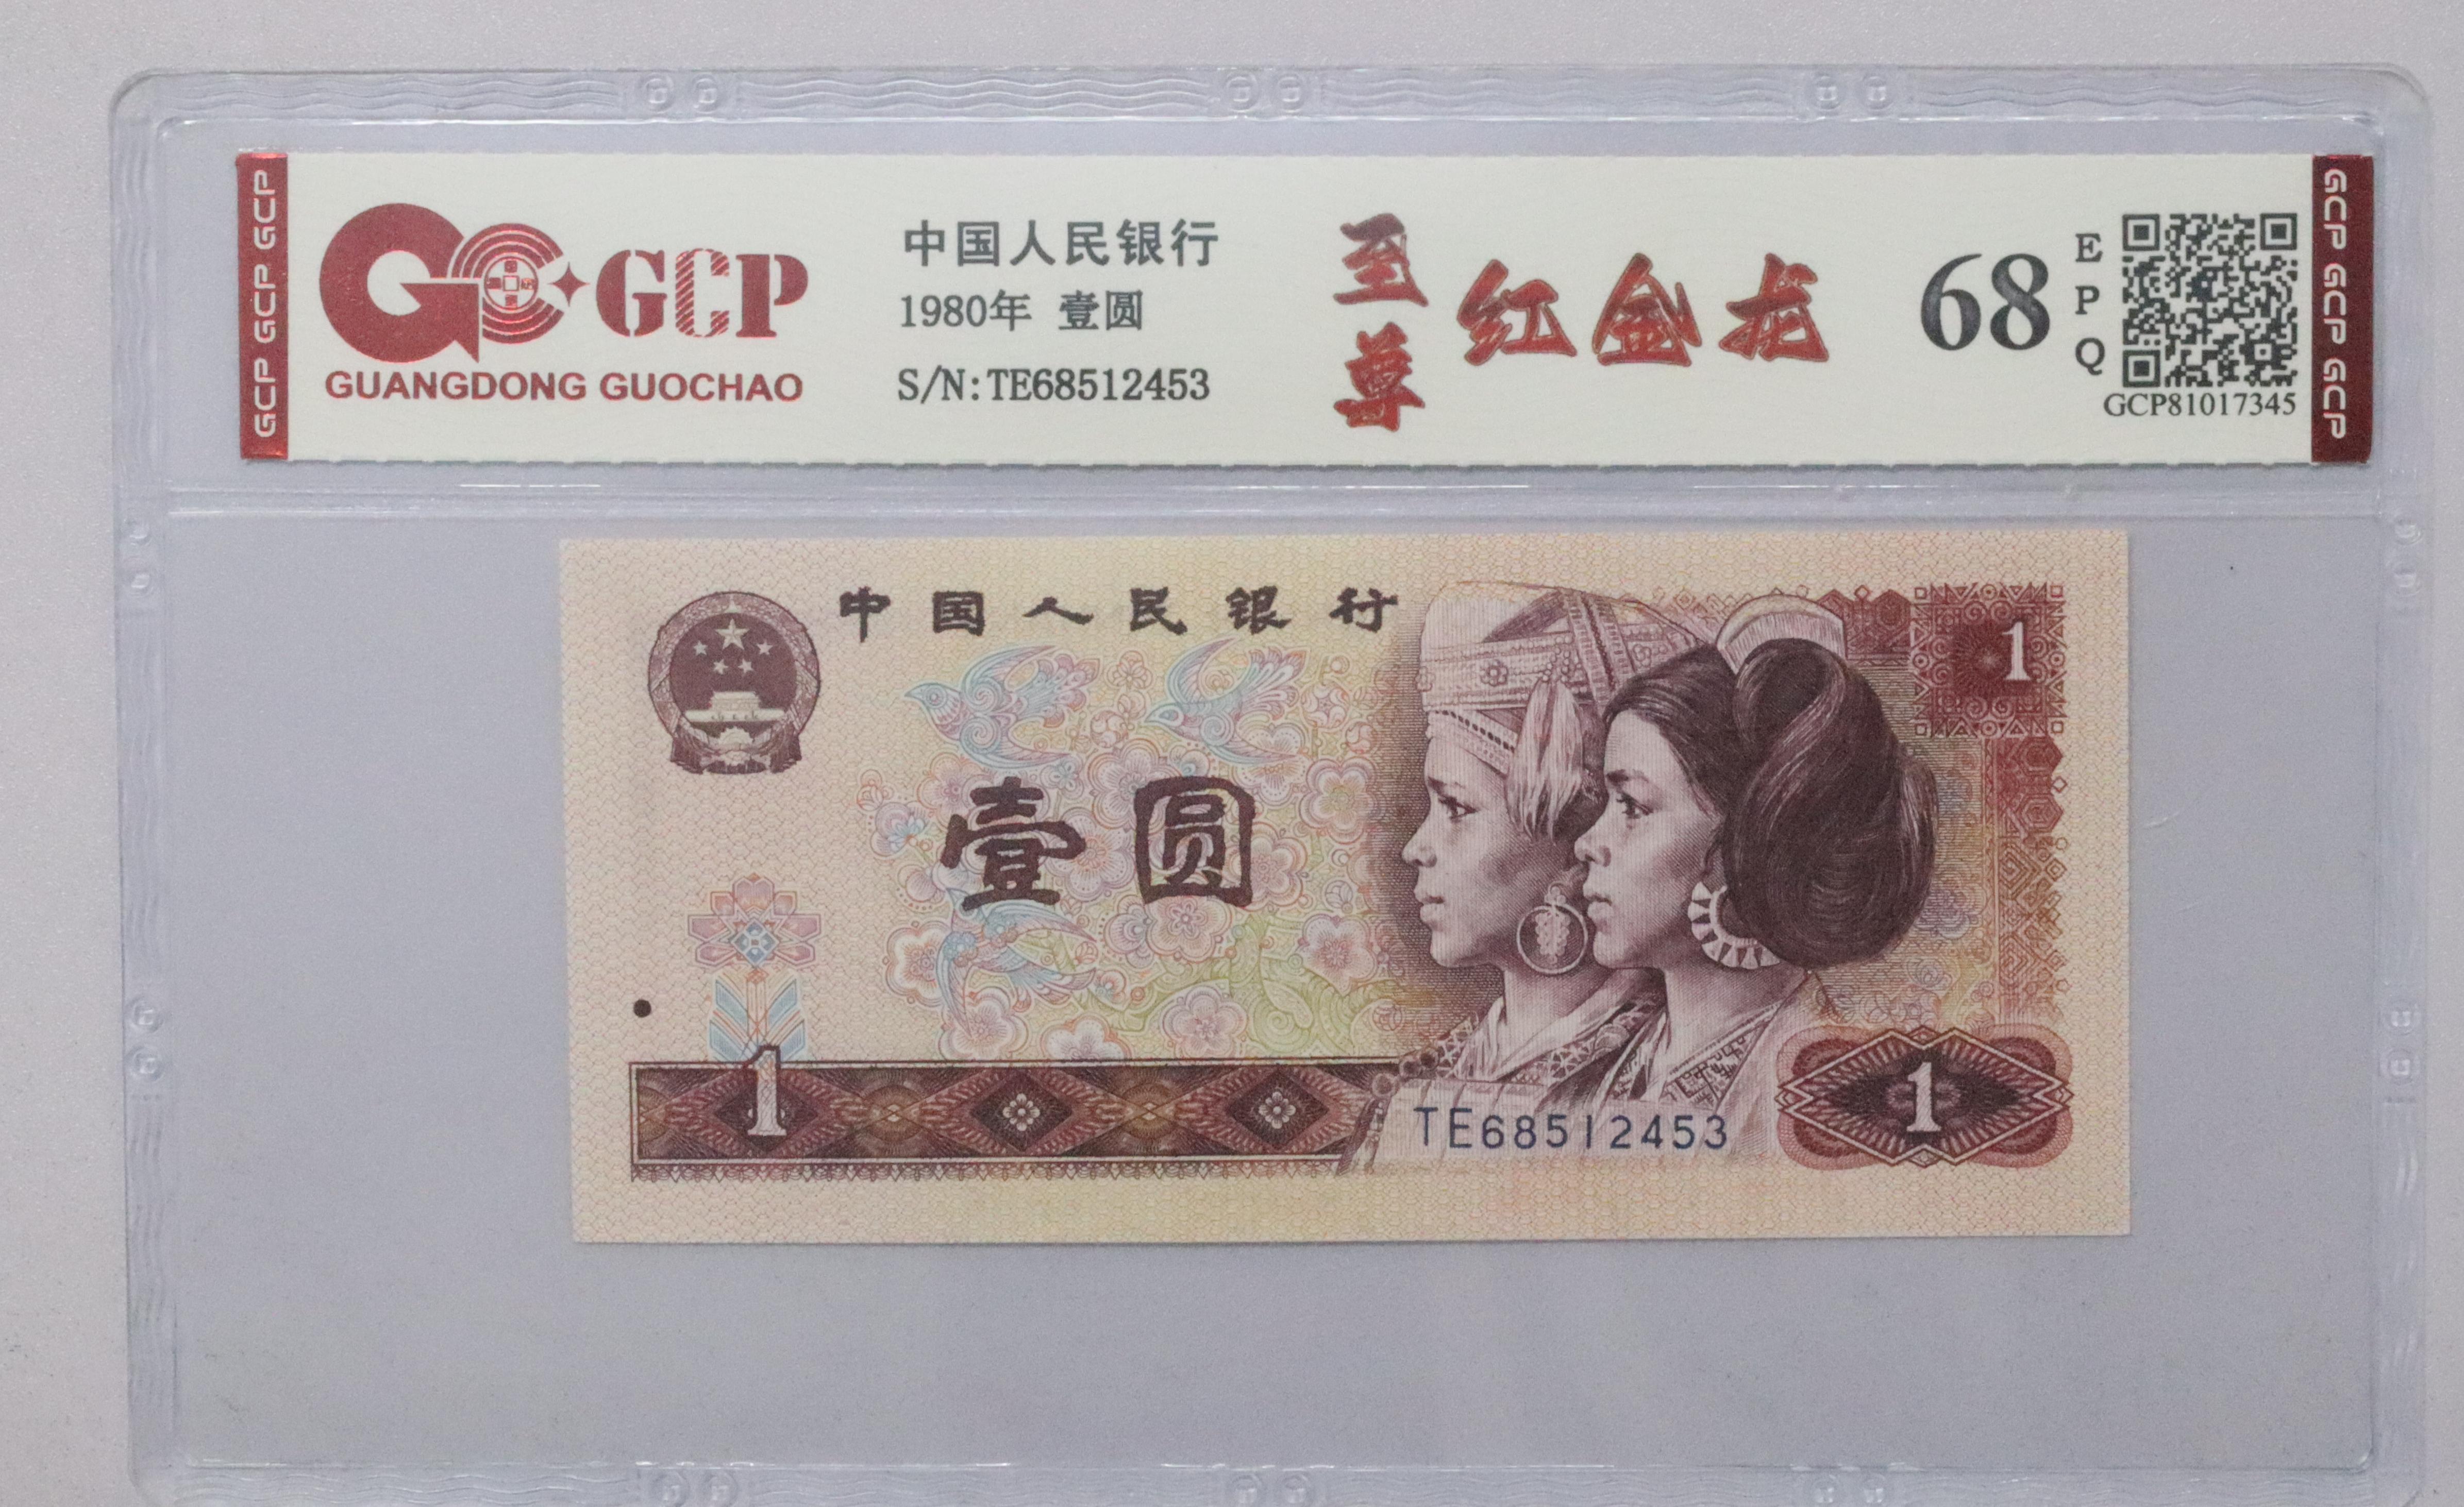 GCP GCP GCP
GCP
GUANGDONG GUOCHAO
中国人民银行
1980年 壹圆
S/N:TE68512453
至尊
红金龙
68
EPQ
GCP81017345
GCP GCP GCP
中国人民银行
1
壹圆
1
TE68512453
1